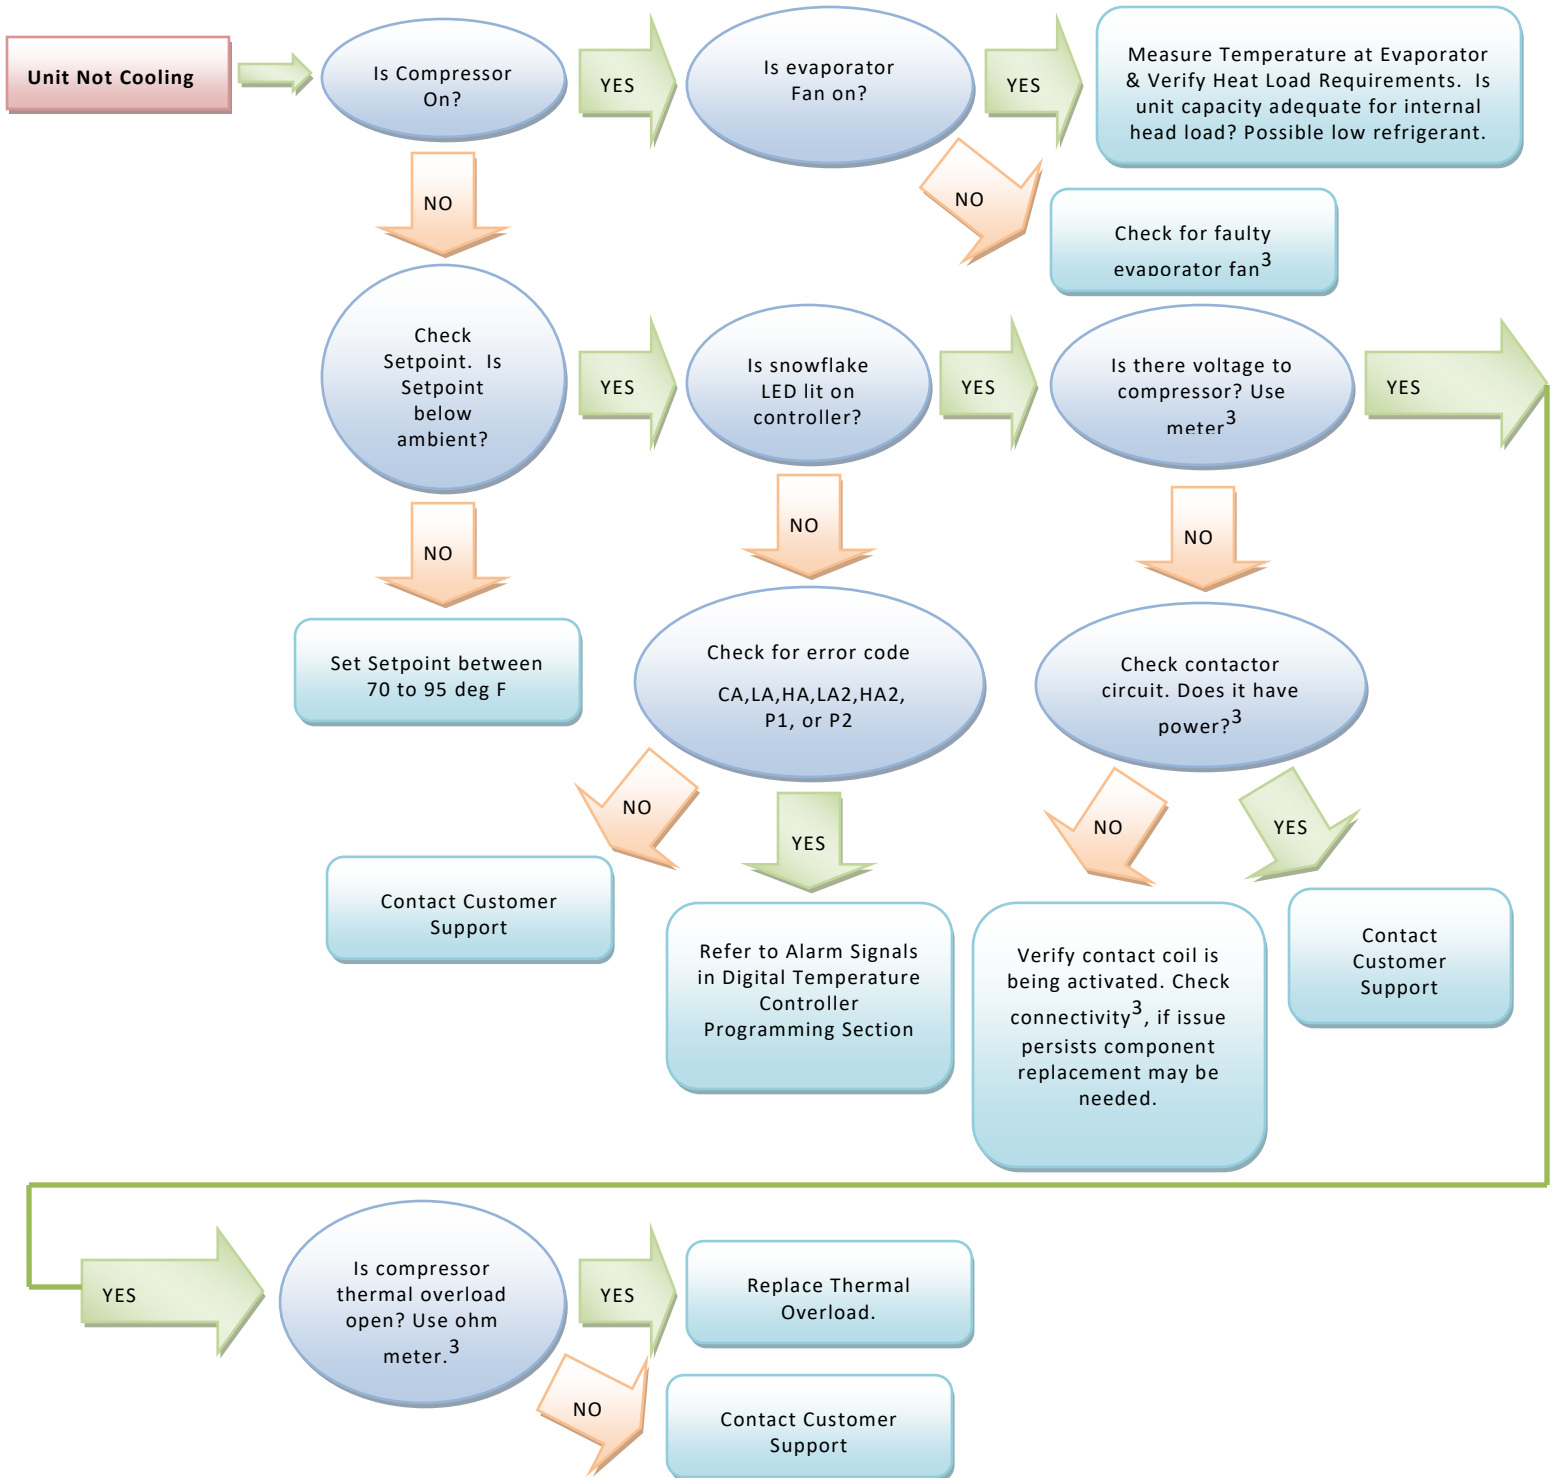 Unit Not Cooling
Is Compressor
On?
YES
Is evaporator
Fan on?
YES
Measure Temperature at Evaporator
& Verify Heat Load Requirements.  Is
unit capacity adequate for internal
head load? Possible low refrigerant.
NO
NO
Check for faulty
evaporator fan3
Check
Setpoint.  Is
Setpoint
below
ambient?
YES
Is snowflake
LED lit on
controller?
YES
Is there voltage to
compressor? Use
meter3
YES
NO
NO
NO
Set Setpoint between
70 to 95 deg F
Check for error code
CA,LA,HA,LA2,HA2,
P1, or P2
Check contactor
circuit. Does it have
power?3
NO
YES
NO
YES
Contact Customer
Support
Refer to Alarm Signals
in Digital Temperature
Controller
Programming Section
Verify contact coil is
being activated. Check
connectivity3, if issue
persists component
replacement may be
needed.
Contact
Customer
Support
YES
Is compressor
thermal overload
open? Use ohm
meter.3
YES
Replace Thermal
Overload.
NO
Contact Customer
Support